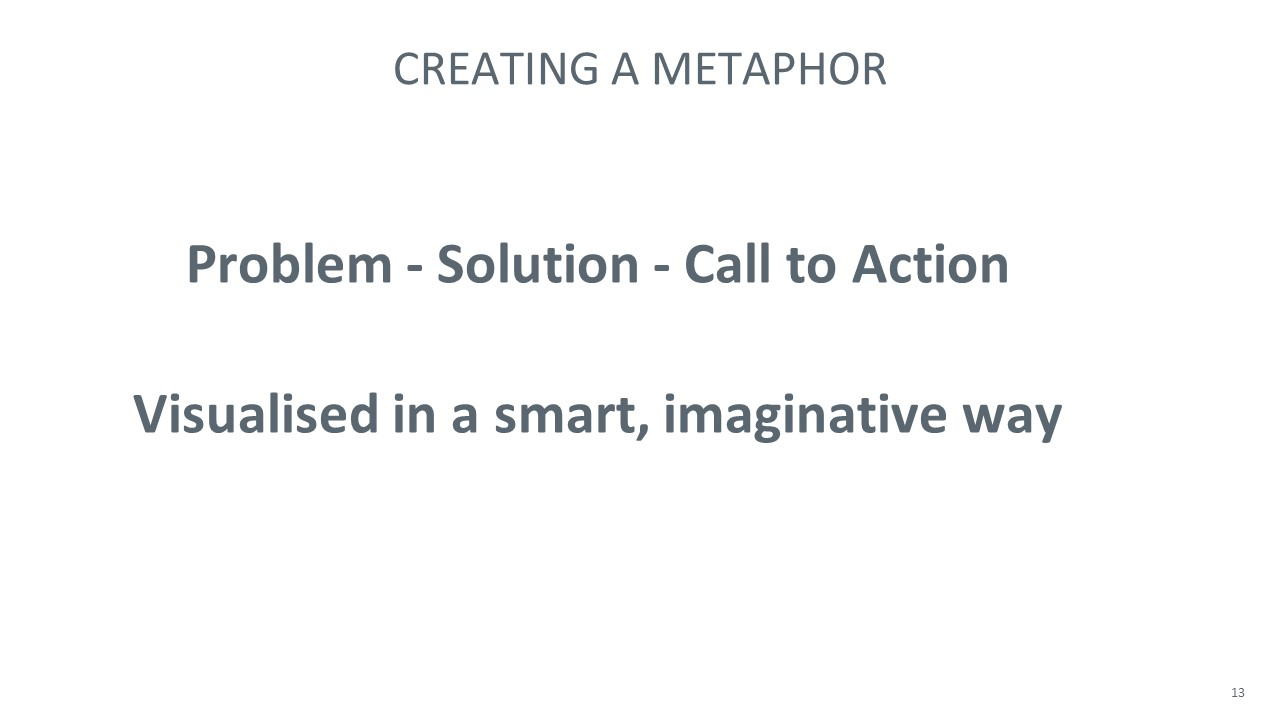 CREATING A METAPHOR
Problem - Solution - Call to Action
Visualised in a smart, imaginative way
13